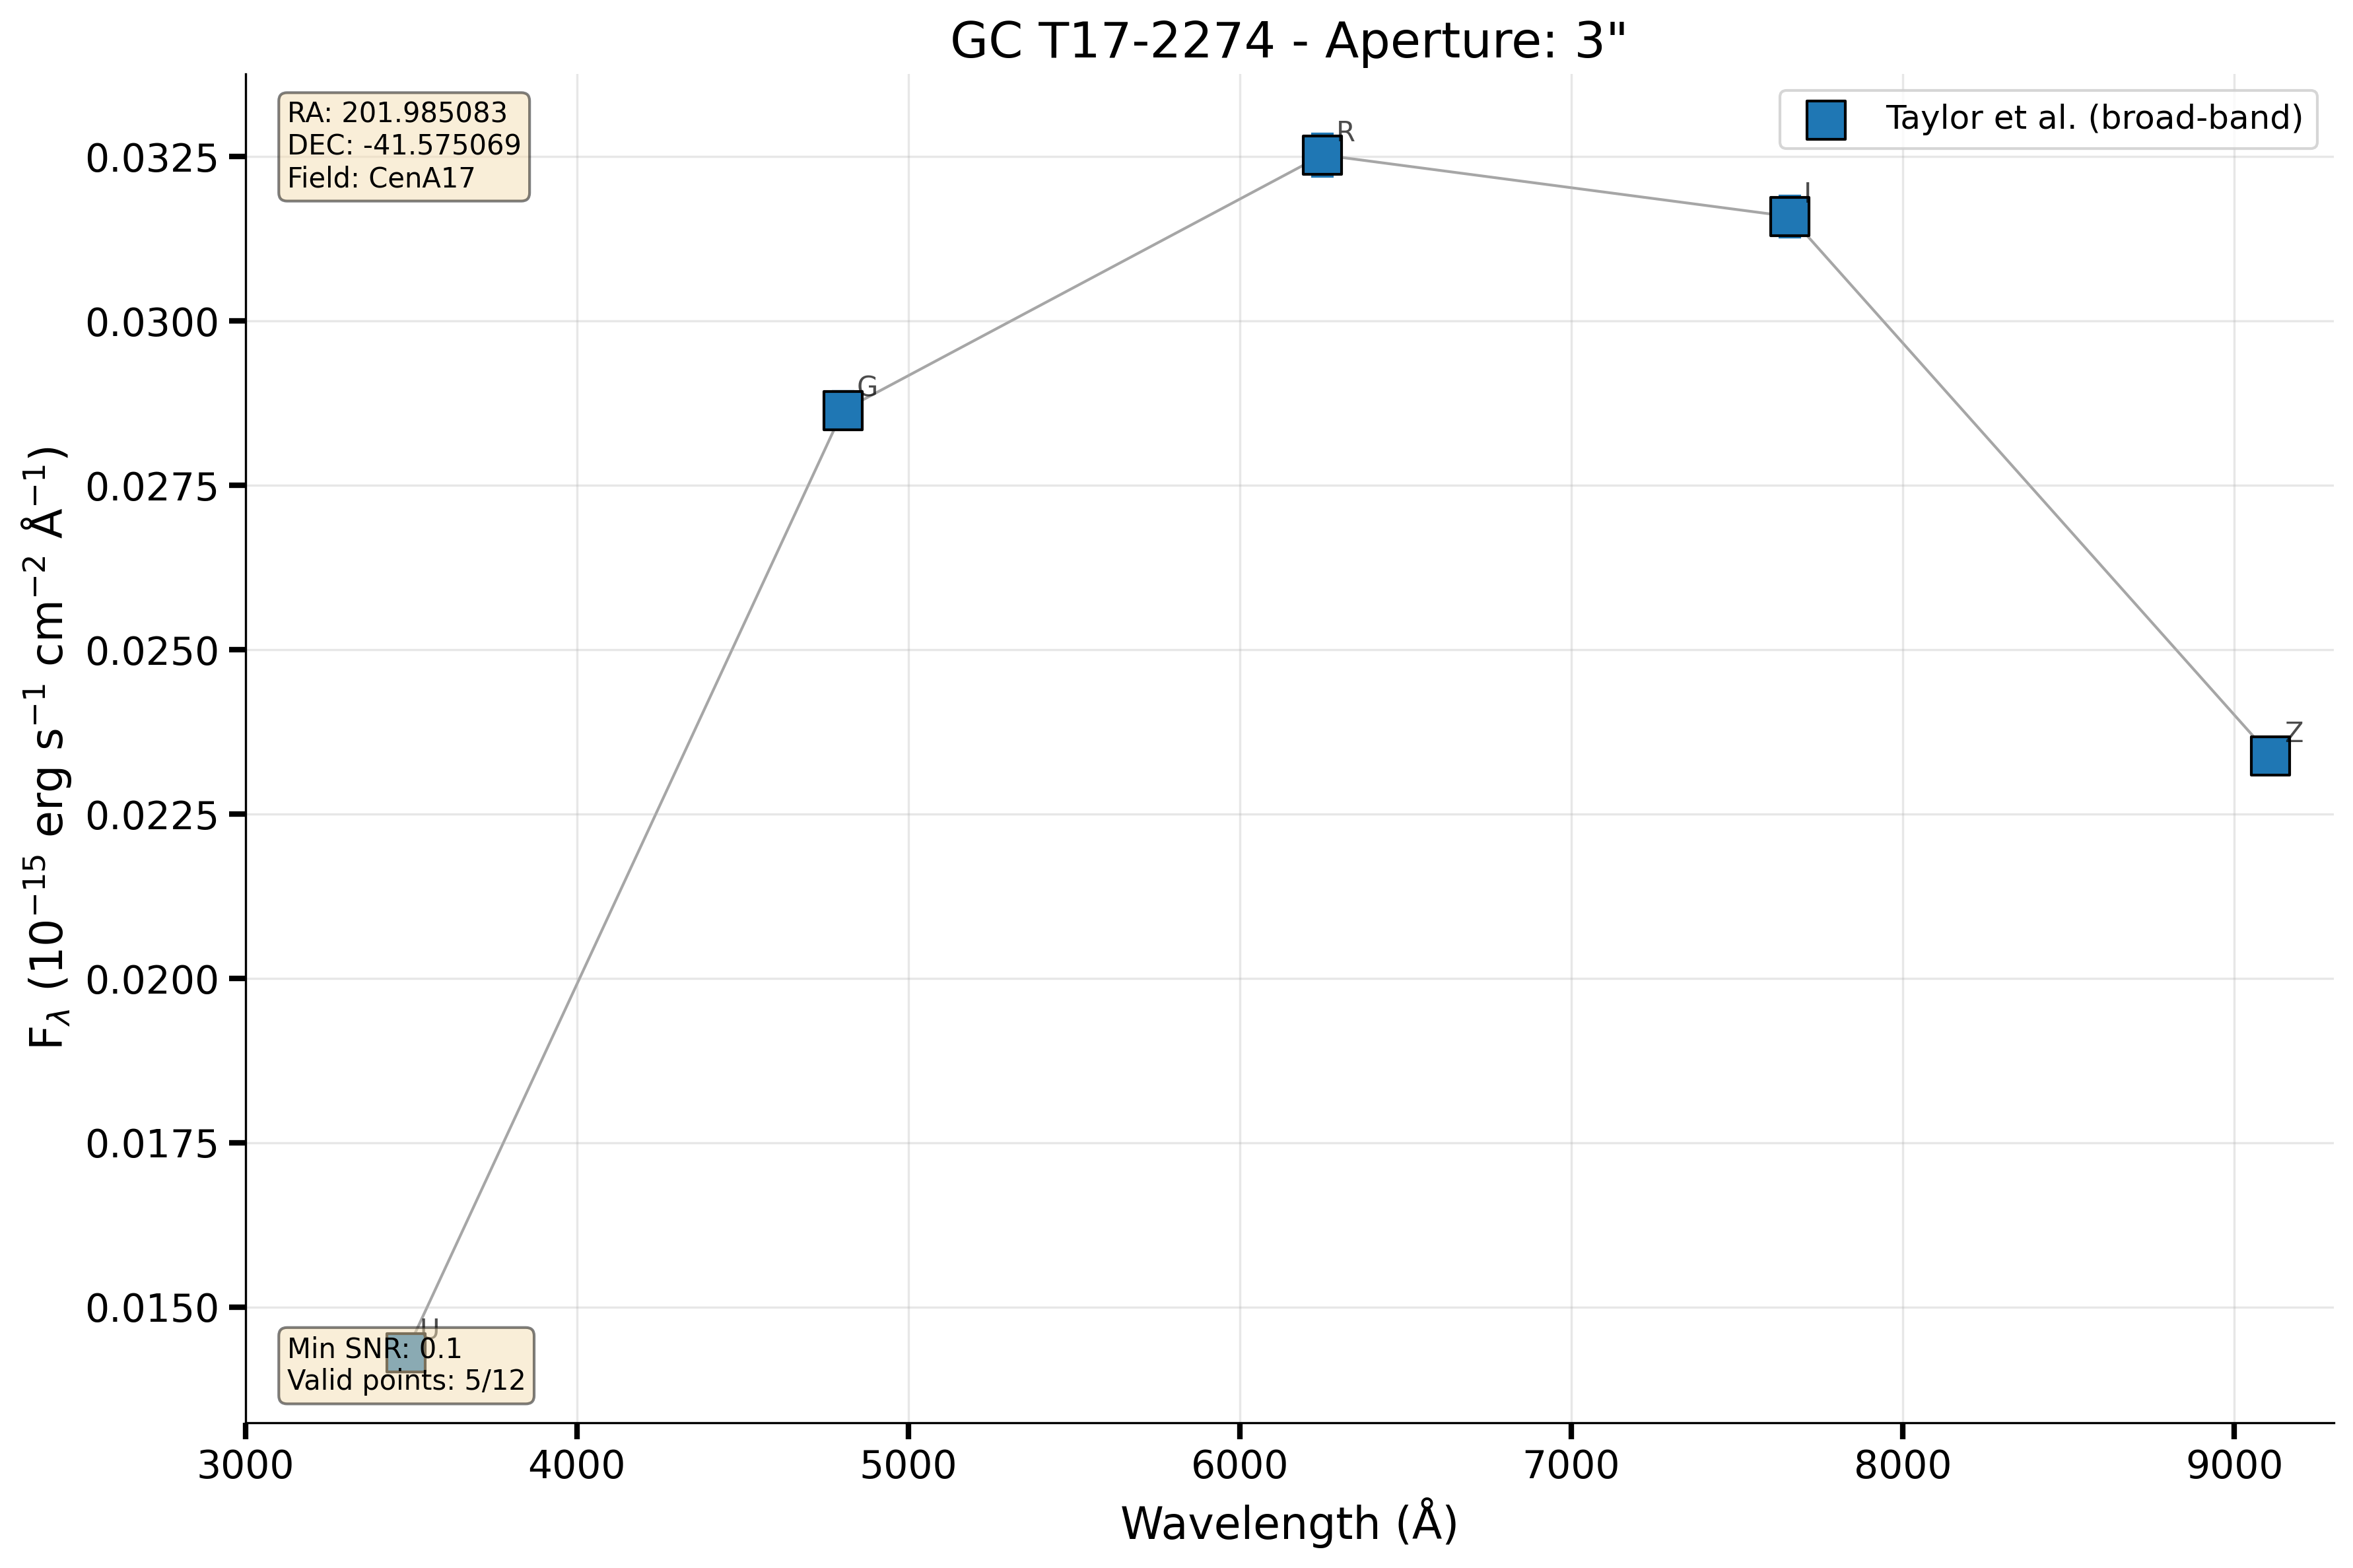 GC T17-2274 - Aperture: 3"
RA: 201.985083
DEC: -41.575069
Field: CenA17
Taylor et al. (broad-band)
R
I
G
Z
U
Min SNR: 0.1
Valid points: 5/12
0.0325
0.0300
0.0275
0.0250
0.0225
0.0200
0.0175
0.0150
F_λ (10⁻¹⁵ erg s⁻¹ cm⁻² Å⁻¹)
3000 4000 5000 6000 7000 8000 9000
Wavelength (Å)